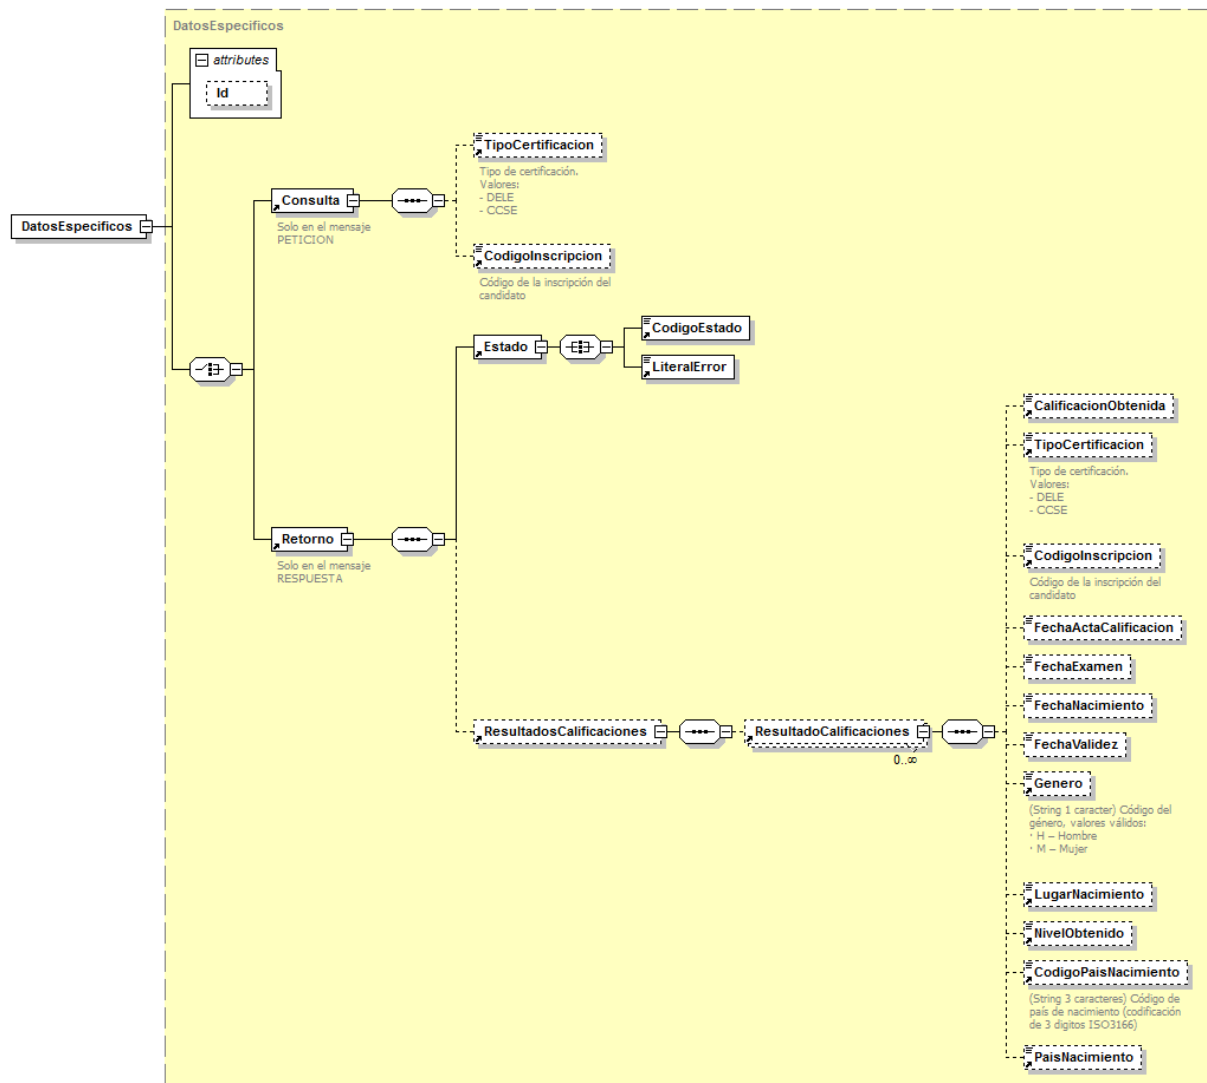 DatosEspecificos
attributes
Id
TipoCertificacion
Tipo de certificación.
Valores:
- DELE
- CCSE
Consulta
Solo en el mensaje
PETICION
DatosEspecificos
CodigoInscripcion
Código de la inscripción del
candidato
CodigoEstado
Estado
LiteralError
CalificacionObtenida
TipoCertificacion
Tipo de certificación.
Valores:
- DELE
- CCSE
Retorno
Solo en el mensaje
RESPUESTA
CodigoInscripcion
Código de la inscripción del
candidato
FechaActaCalificacion
FechaExamen
FechaNacimiento
ResultadosCalificaciones
ResultadoCalificaciones
0..∞
FechaValidez
Genero
(String 1 caracter) Código del
género, valores válidos:
· H – Hombre
· M – Mujer
LugarNacimiento
NivelObtenido
CodigoPaisNacimiento
(String 3 caracteres) Código de
país de nacimiento (codificación
de 3 digitos ISO3166)
PaisNacimiento